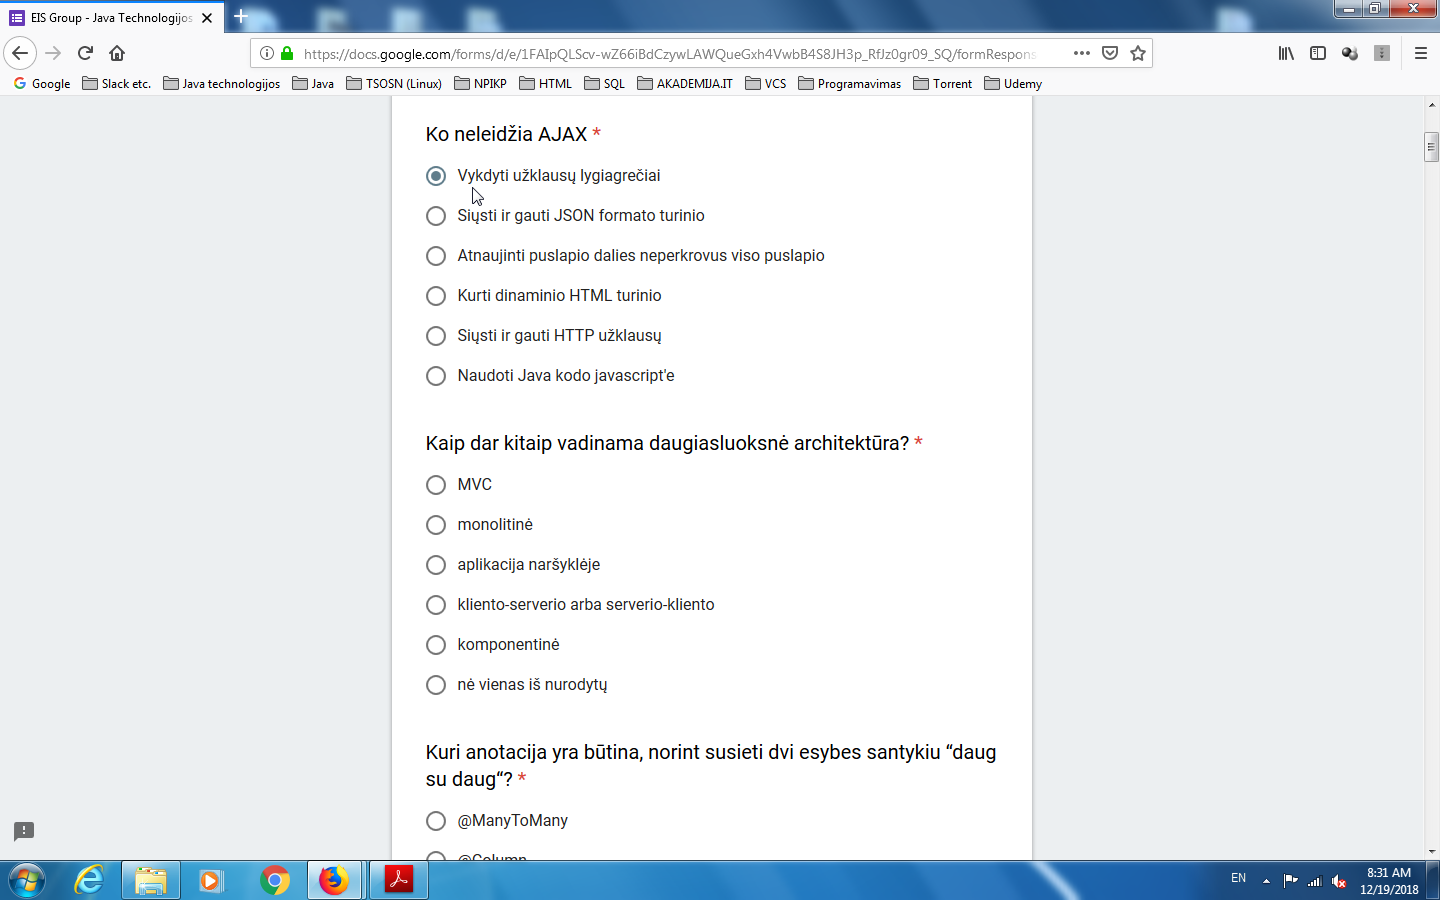 EIS Group - Java Technologijos
https://docs.google.com/forms/d/e/1FAIpQLScv-wZ66iBdCzywLAWQueGxh4VwbB4S8JH3p_RfJz0gr09_SQ/formRespons
Google Slack etc. Java technologijos Java TSOSN (Linux) NPIKP HTML SQL AKADEMIJA.IT VCS Programavimas Torrent Udemy
Ko neleidžia AJAX *
Vykdyti užklausų lygiagrečiai
Siųsti ir gauti JSON formato turinio
Atnaujinti puslapio dalies neperkrovus viso puslapio
Kurti dinaminio HTML turinio
Siųsti ir gauti HTTP užklausų
Naudoti Java kodo javascript'e
Kaip dar kitaip vadinama daugiasluoksnė architektūra? *
MVC
monolitinė
aplikacija naršyklėje
kliento-serverio arba serverio-kliento
komponentinė
nė vienas iš nurodytų
Kuri anotacija yra būtina, norint susieti dvi esybes santykiu “daug
su daug“? *
@ManyToMany
@Column
EN
8:31 AM
12/19/2018